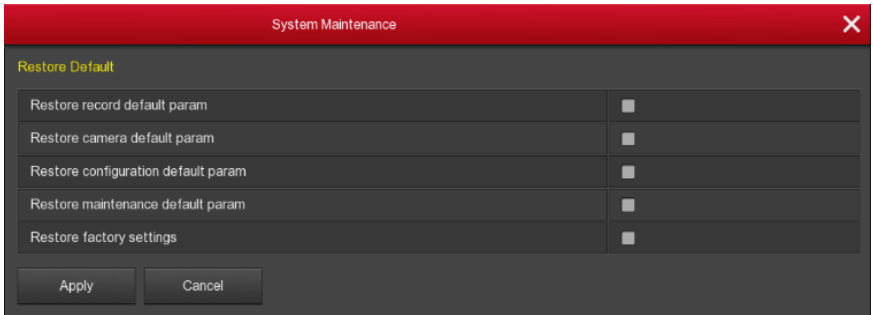 System Maintenance
Restore Default
Restore record default param
Restore camera default param
Restore configuration default param
Restore maintenance default param
Restore factory settings
Apply Cancel